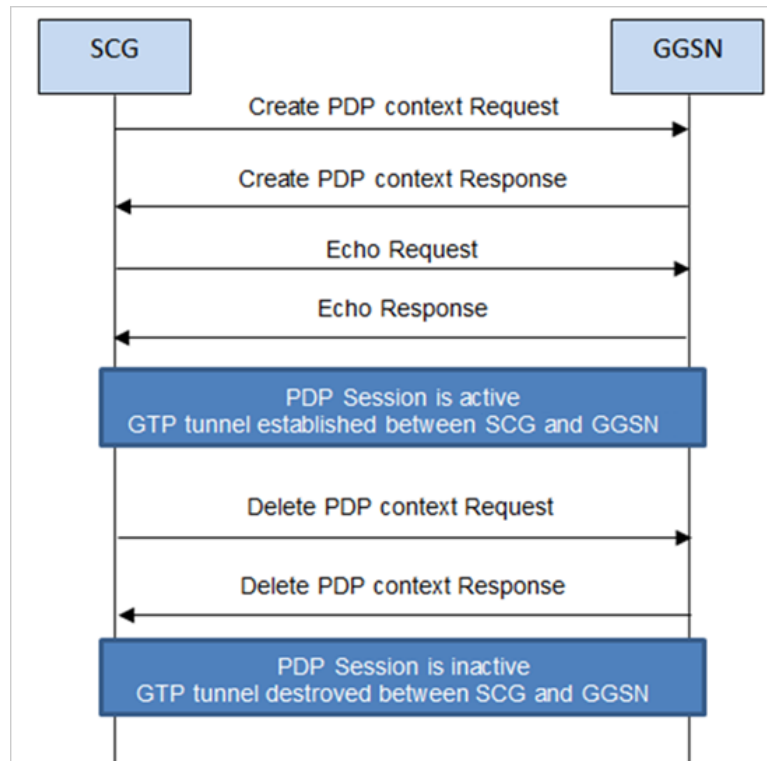 SCG GGSN
Create PDP context Request
Create PDP context Response
Echo Request
Echo Response
PDP Session is active
GTP tunnel established between SCG and GGSN
Delete PDP context Request
Delete PDP context Response
PDP Session is inactive
GTP tunnel destroved between SCG and GGSN